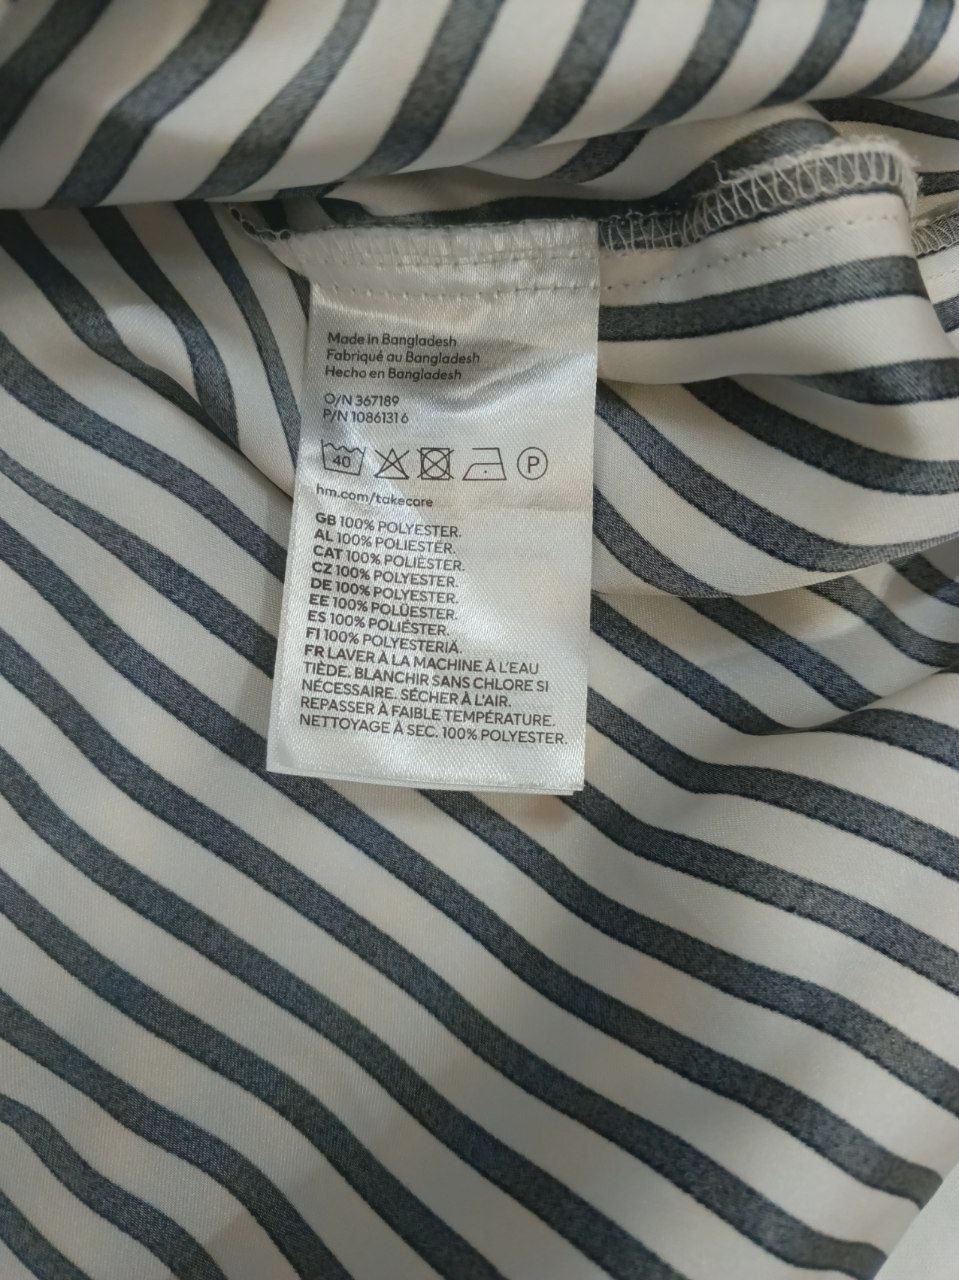 Made in Bangladesh
Fabriqué au Bangladesh
Hecho en Bangladesh
O/N 367189
P/N 10861316
40 P
hm.com/takecare
GB 100% POLYESTER.
AL 100% POLIESTËR.
CAT 100% POLIÈSTER.
CZ 100% POLYESTER.
DE 100% POLYESTER.
EE 100% POLÜESTER.
ES 100% POLIÉSTER.
FI 100% POLYESTERIÄ.
FR LAVER À LA MACHINE À L'EAU
TIÈDE. BLANCHIR SANS CHLORE SI
NÉCESSAIRE. SÉCHER À L'AIR.
REPASSER À FAIBLE TEMPÉRATURE.
NETTOYAGE À SEC. 100% POLYESTER.